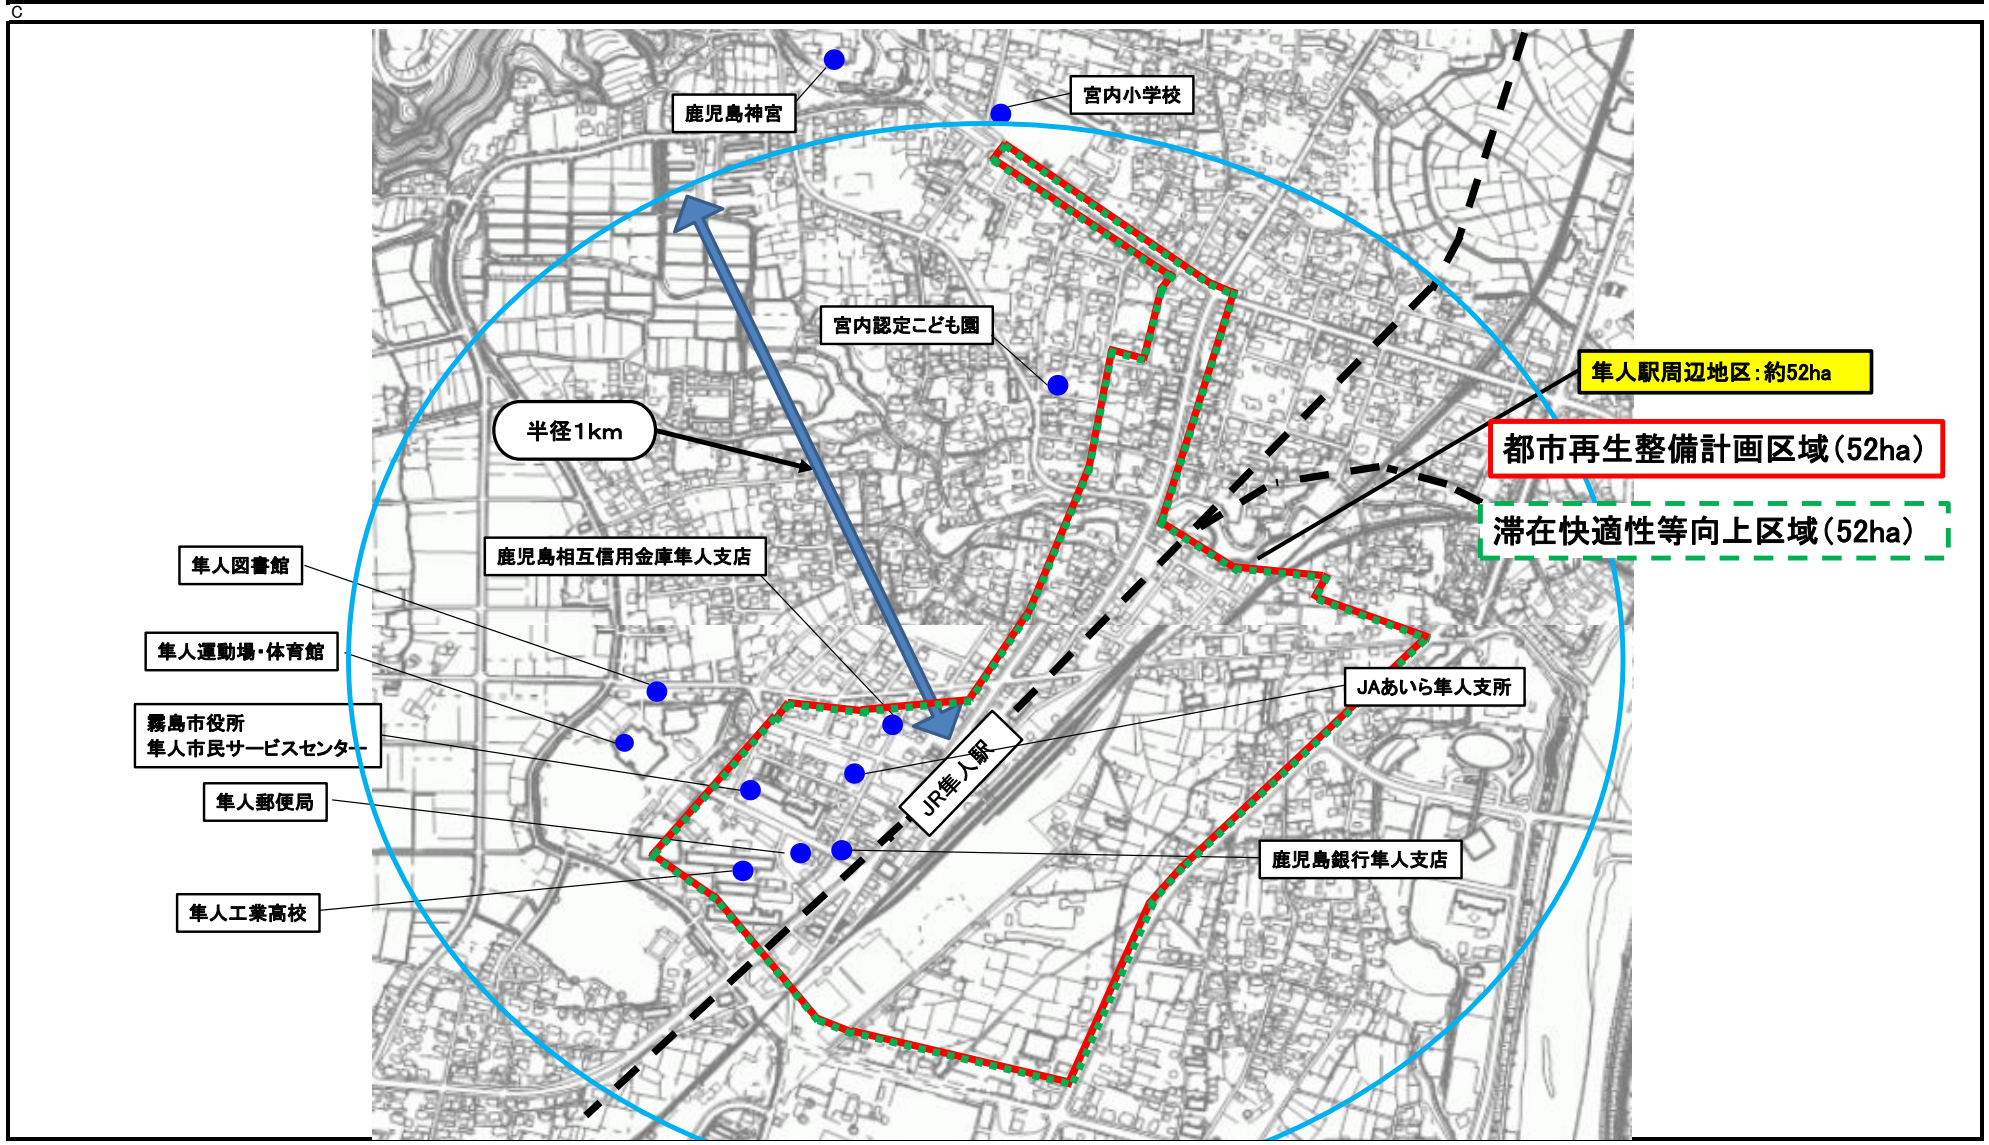 C
鹿児島神宮
宮内小学校
宮内認定こども園
隼人駅周辺地区：約52ha
半径1km
都市再生整備計画区域（52ha）
滞在快適性等向上区域（52ha）
鹿児島相互信用金庫隼人支店
隼人図書館
隼人運動場・体育館
JAあいら隼人支所
霧島市役所
隼人市民サービスセンター
JR隼人駅
隼人郵便局
鹿児島銀行隼人支店
隼人工業高校